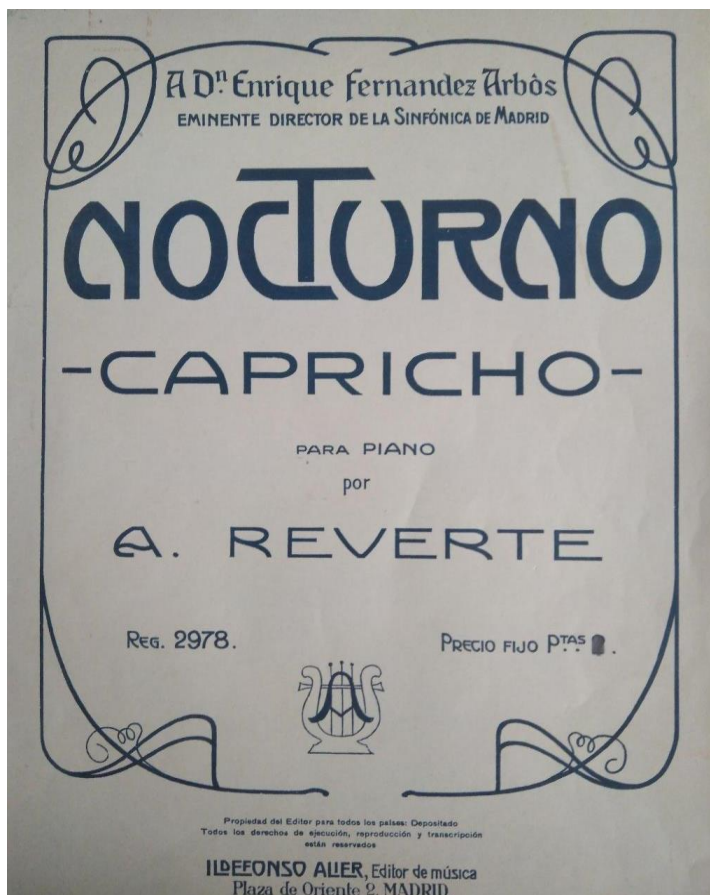 A Dn. Enrique Fernandez Arbòs
EMINENTE DIRECTOR DE LA SINFÓNICA DE MADRID
NOCTURNO
-CAPRICHO-
PARA PIANO
por
A. REVERTE
REG. 2978.
PRECIO FIJO PTAS. .
Propiedad del Editor para todos los países: Depositado
Todos los derechos de ejecución, reproducción y transcripción
están reservados
ILDEFONSO ALIER, Editor de música
Plaza de Oriente 2. MADRID